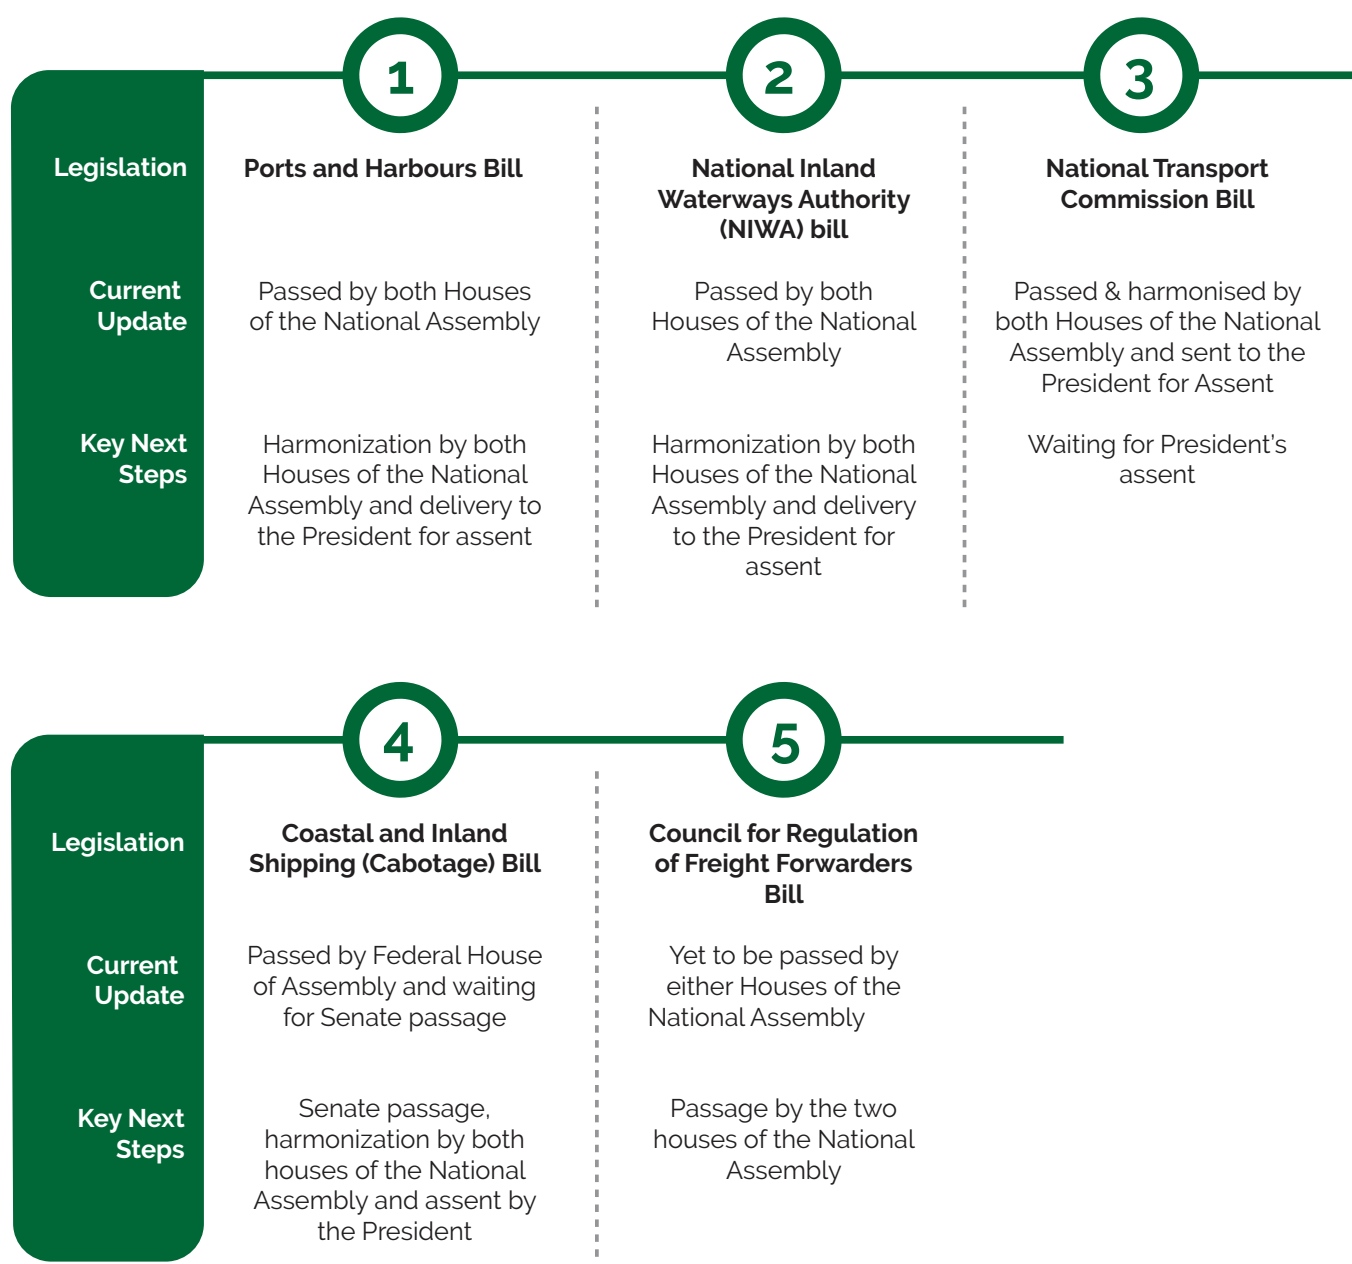 1
2
3
Legislation
Ports and Harbours Bill
National Inland
Waterways Authority
(NIWA) bill
National Transport
Commission Bill
Current
Update
Passed by both Houses
of the National Assembly
Passed by both
Houses of the National
Assembly
Passed & harmonised by
both Houses of the National
Assembly and sent to the
President for Assent
Key Next
Steps
Harmonization by both
Houses of the National
Assembly and delivery to
the President for assent
Harmonization by both
Houses of the National
Assembly and delivery
to the President for
assent
Waiting for President's
assent
4
5
Legislation
Coastal and Inland
Shipping (Cabotage) Bill
Council for Regulation
of Freight Forwarders
Bill
Current
Update
Passed by Federal House
of Assembly and waiting
for Senate passage
Yet to be passed by
either Houses of the
National Assembly
Key Next
Steps
Senate passage,
harmonization by both
houses of the National
Assembly and assent by
the President
Passage by the two
houses of the National
Assembly